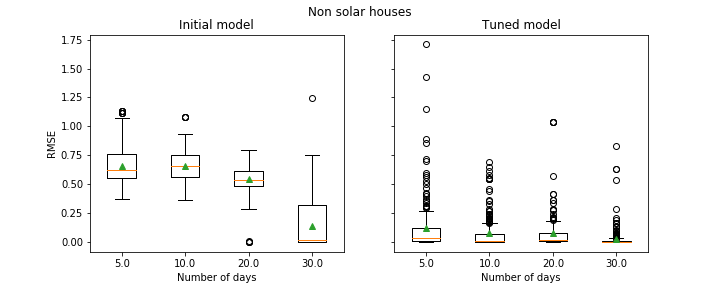 Non solar houses
Initial model
Tuned model
1.75
1.50
1.25
1.00
0.75
0.50
0.25
0.00
RMSE
5.0 10.0 20.0 30.0
Number of days
5.0 10.0 20.0 30.0
Number of days